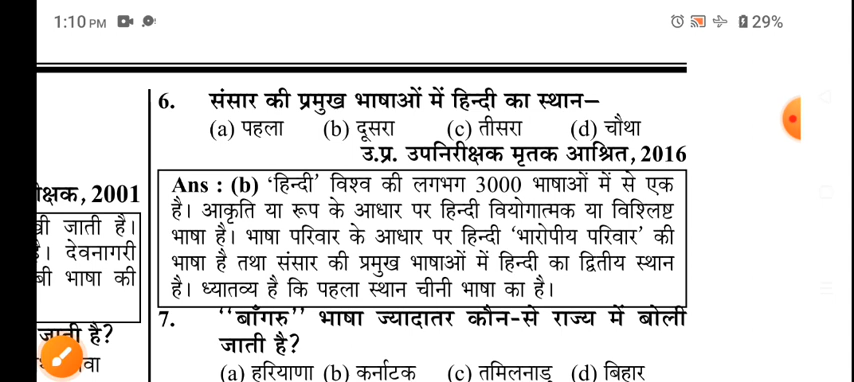 1:10 PM
29%
6. संसार की प्रमुख भाषाओं में हिन्दी का स्थान–
(a) पहला (b) दूसरा (c) तीसरा (d) चौथा
उ.प्र. उपनिरीक्षक मृतक आश्रित, 2016
Ans : (b) ‘हिन्दी’ विश्व की लगभग 3000 भाषाओं में से एक
है। आकृति या रूप के आधार पर हिन्दी वियोगात्मक या विश्लिष्ट
भाषा है। भाषा परिवार के आधार पर हिन्दी ‘भारोपीय परिवार’ की
भाषा है तथा संसार की प्रमुख भाषाओं में हिन्दी का द्वितीय स्थान
है। ध्यातव्य है कि पहला स्थान चीनी भाषा का है।
7. ‘‘बाँगरु’’ भाषा ज्यादातर कौन-से राज्य में बोली
जाती है?
(a) हरियाणा (b) कर्नाटक (c) तमिलनाडु (d) बिहार
2001
जाती है।
देवनागरी
भाषा की
जाती है?